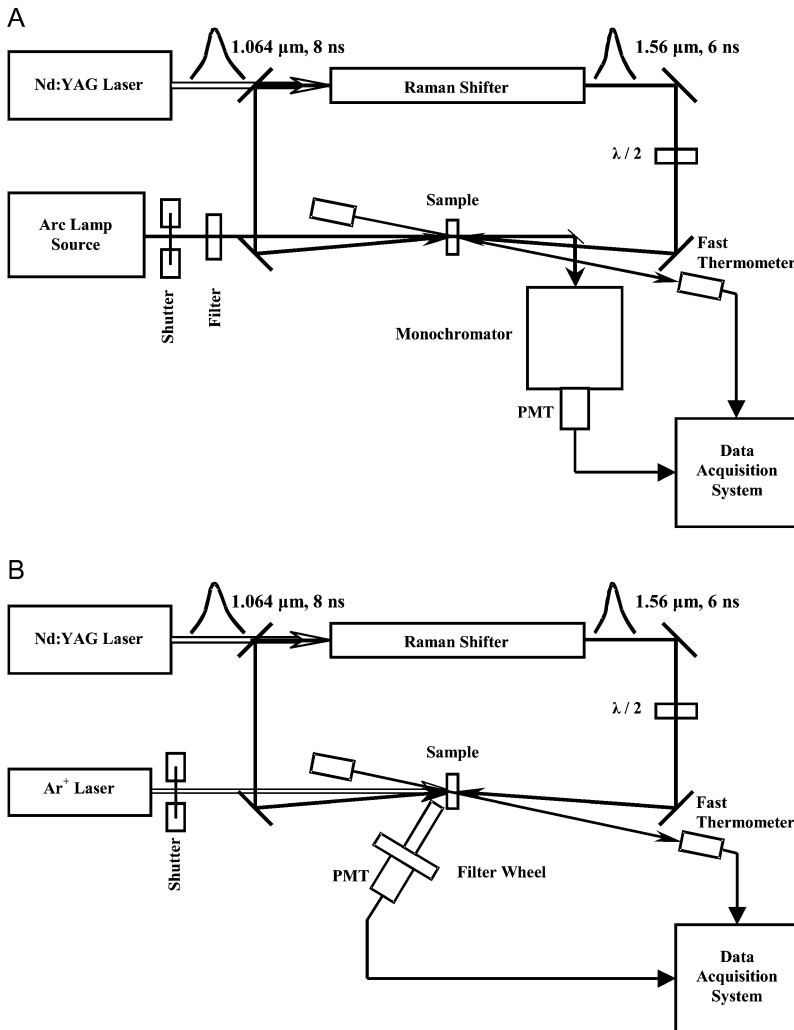 A
1.064 µm, 8 ns
1.56 µm, 6 ns
Nd:YAG Laser
Raman Shifter
λ / 2
Sample
Arc Lamp
Source
Fast
Thermometer
Shutter
Filter
Monochromator
PMT
Data
Acquisition
System
B
1.064 µm, 8 ns
1.56 µm, 6 ns
Nd:YAG Laser
Raman Shifter
λ / 2
Sample
Ar+ Laser
Fast
Thermometer
Shutter
PMT
Filter Wheel
Data
Acquisition
System